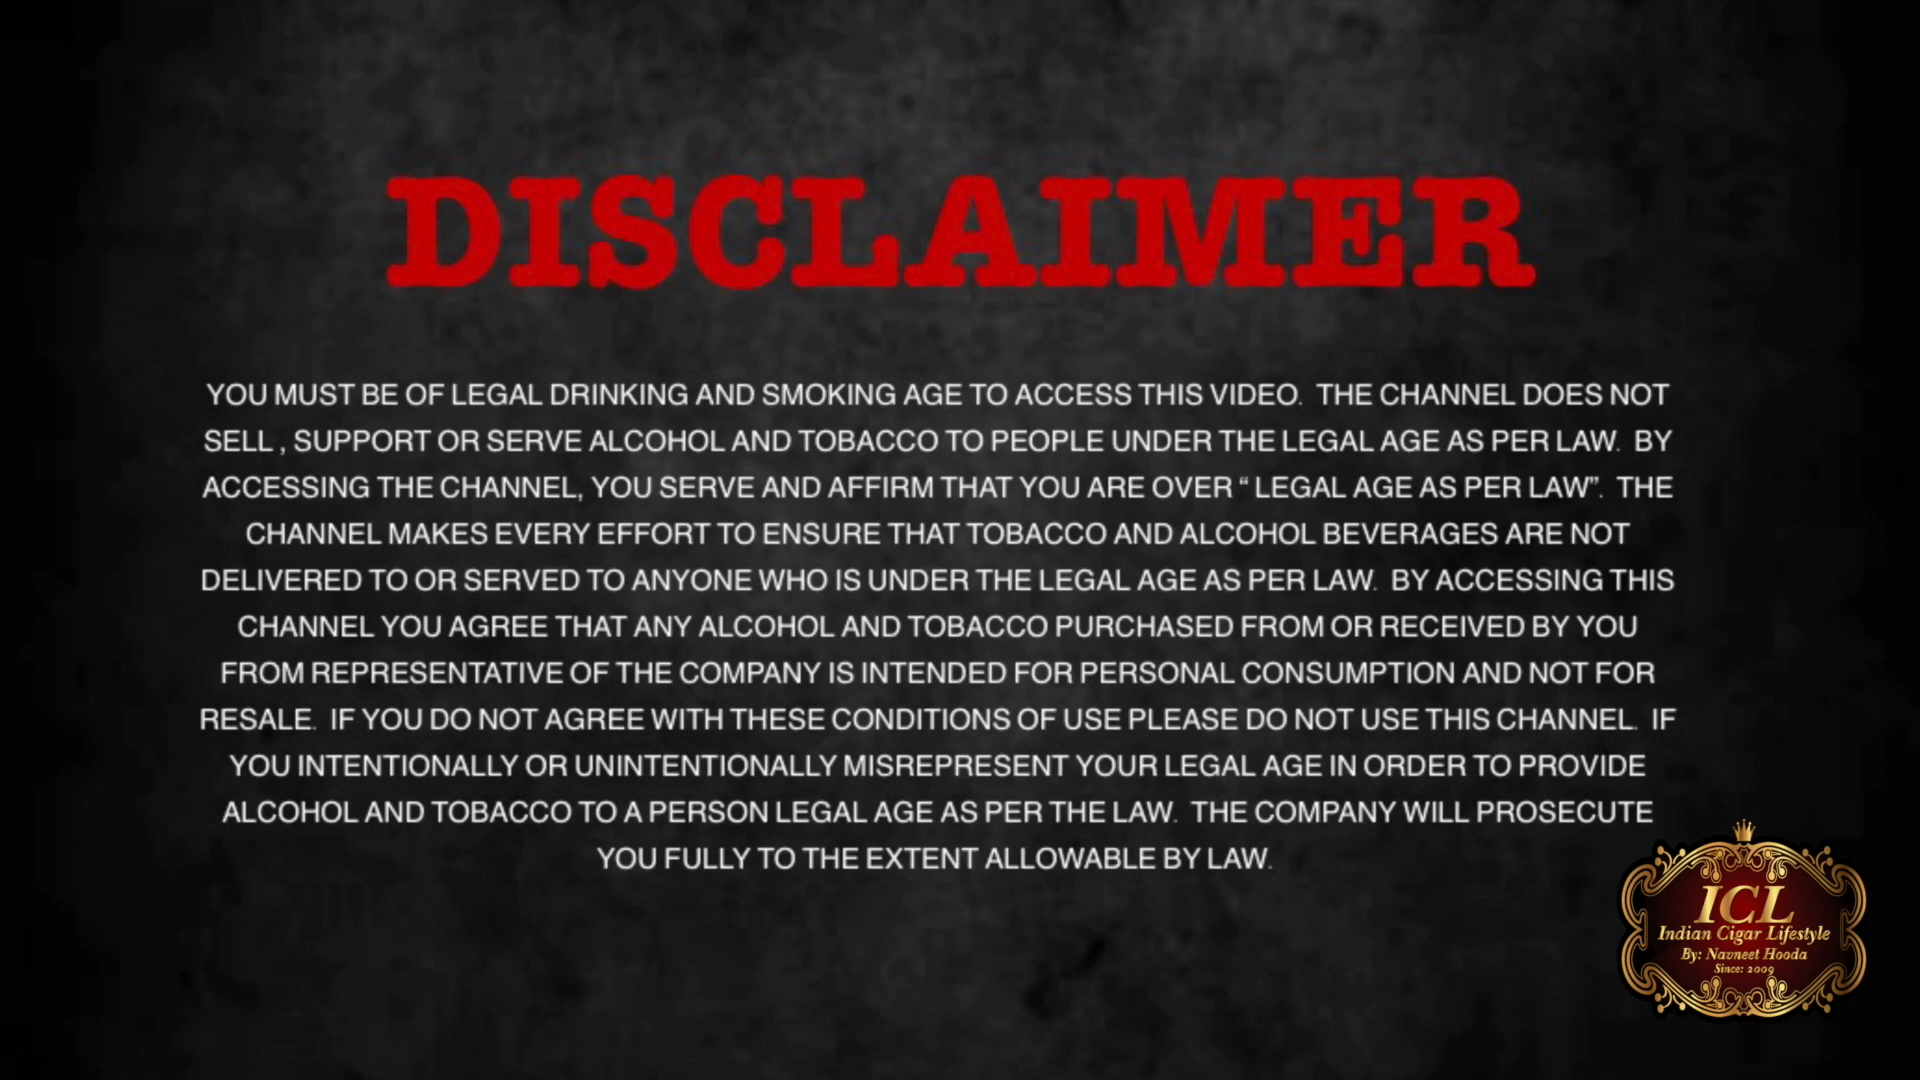 DISCLAIMER
YOU MUST BE OF LEGAL DRINKING AND SMOKING AGE TO ACCESS THIS VIDEO. THE CHANNEL DOES NOT
SELL , SUPPORT OR SERVE ALCOHOL AND TOBACCO TO PEOPLE UNDER THE LEGAL AGE AS PER LAW. BY
ACCESSING THE CHANNEL, YOU SERVE AND AFFIRM THAT YOU ARE OVER “ LEGAL AGE AS PER LAW”. THE
CHANNEL MAKES EVERY EFFORT TO ENSURE THAT TOBACCO AND ALCOHOL BEVERAGES ARE NOT
DELIVERED TO OR SERVED TO ANYONE WHO IS UNDER THE LEGAL AGE AS PER LAW. BY ACCESSING THIS
CHANNEL YOU AGREE THAT ANY ALCOHOL AND TOBACCO PURCHASED FROM OR RECEIVED BY YOU
FROM REPRESENTATIVE OF THE COMPANY IS INTENDED FOR PERSONAL CONSUMPTION AND NOT FOR
RESALE. IF YOU DO NOT AGREE WITH THESE CONDITIONS OF USE PLEASE DO NOT USE THIS CHANNEL. IF
YOU INTENTIONALLY OR UNINTENTIONALLY MISREPRESENT YOUR LEGAL AGE IN ORDER TO PROVIDE
ALCOHOL AND TOBACCO TO A PERSON LEGAL AGE AS PER THE LAW. THE COMPANY WILL PROSECUTE
YOU FULLY TO THE EXTENT ALLOWABLE BY LAW.
ICL
Indian Cigar Lifestyle
By: Navneet Hooda
Since: 2009